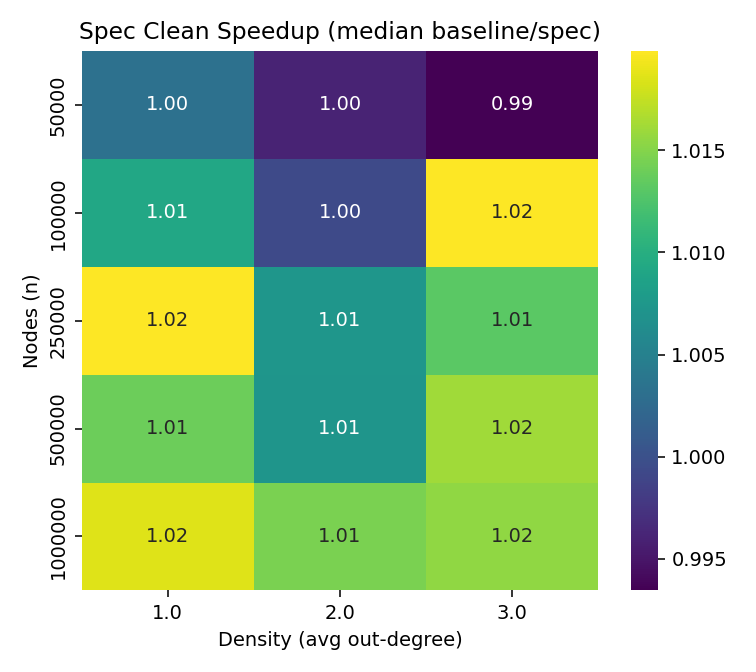 Spec Clean Speedup (median baseline/spec)
Nodes (n)
50000 1.00 1.00 0.99
100000 1.01 1.00 1.02
250000 1.02 1.01 1.01
500000 1.01 1.01 1.02
1000000 1.02 1.01 1.02
1.0 2.0 3.0
Density (avg out-degree)
1.015
1.010
1.005
1.000
0.995